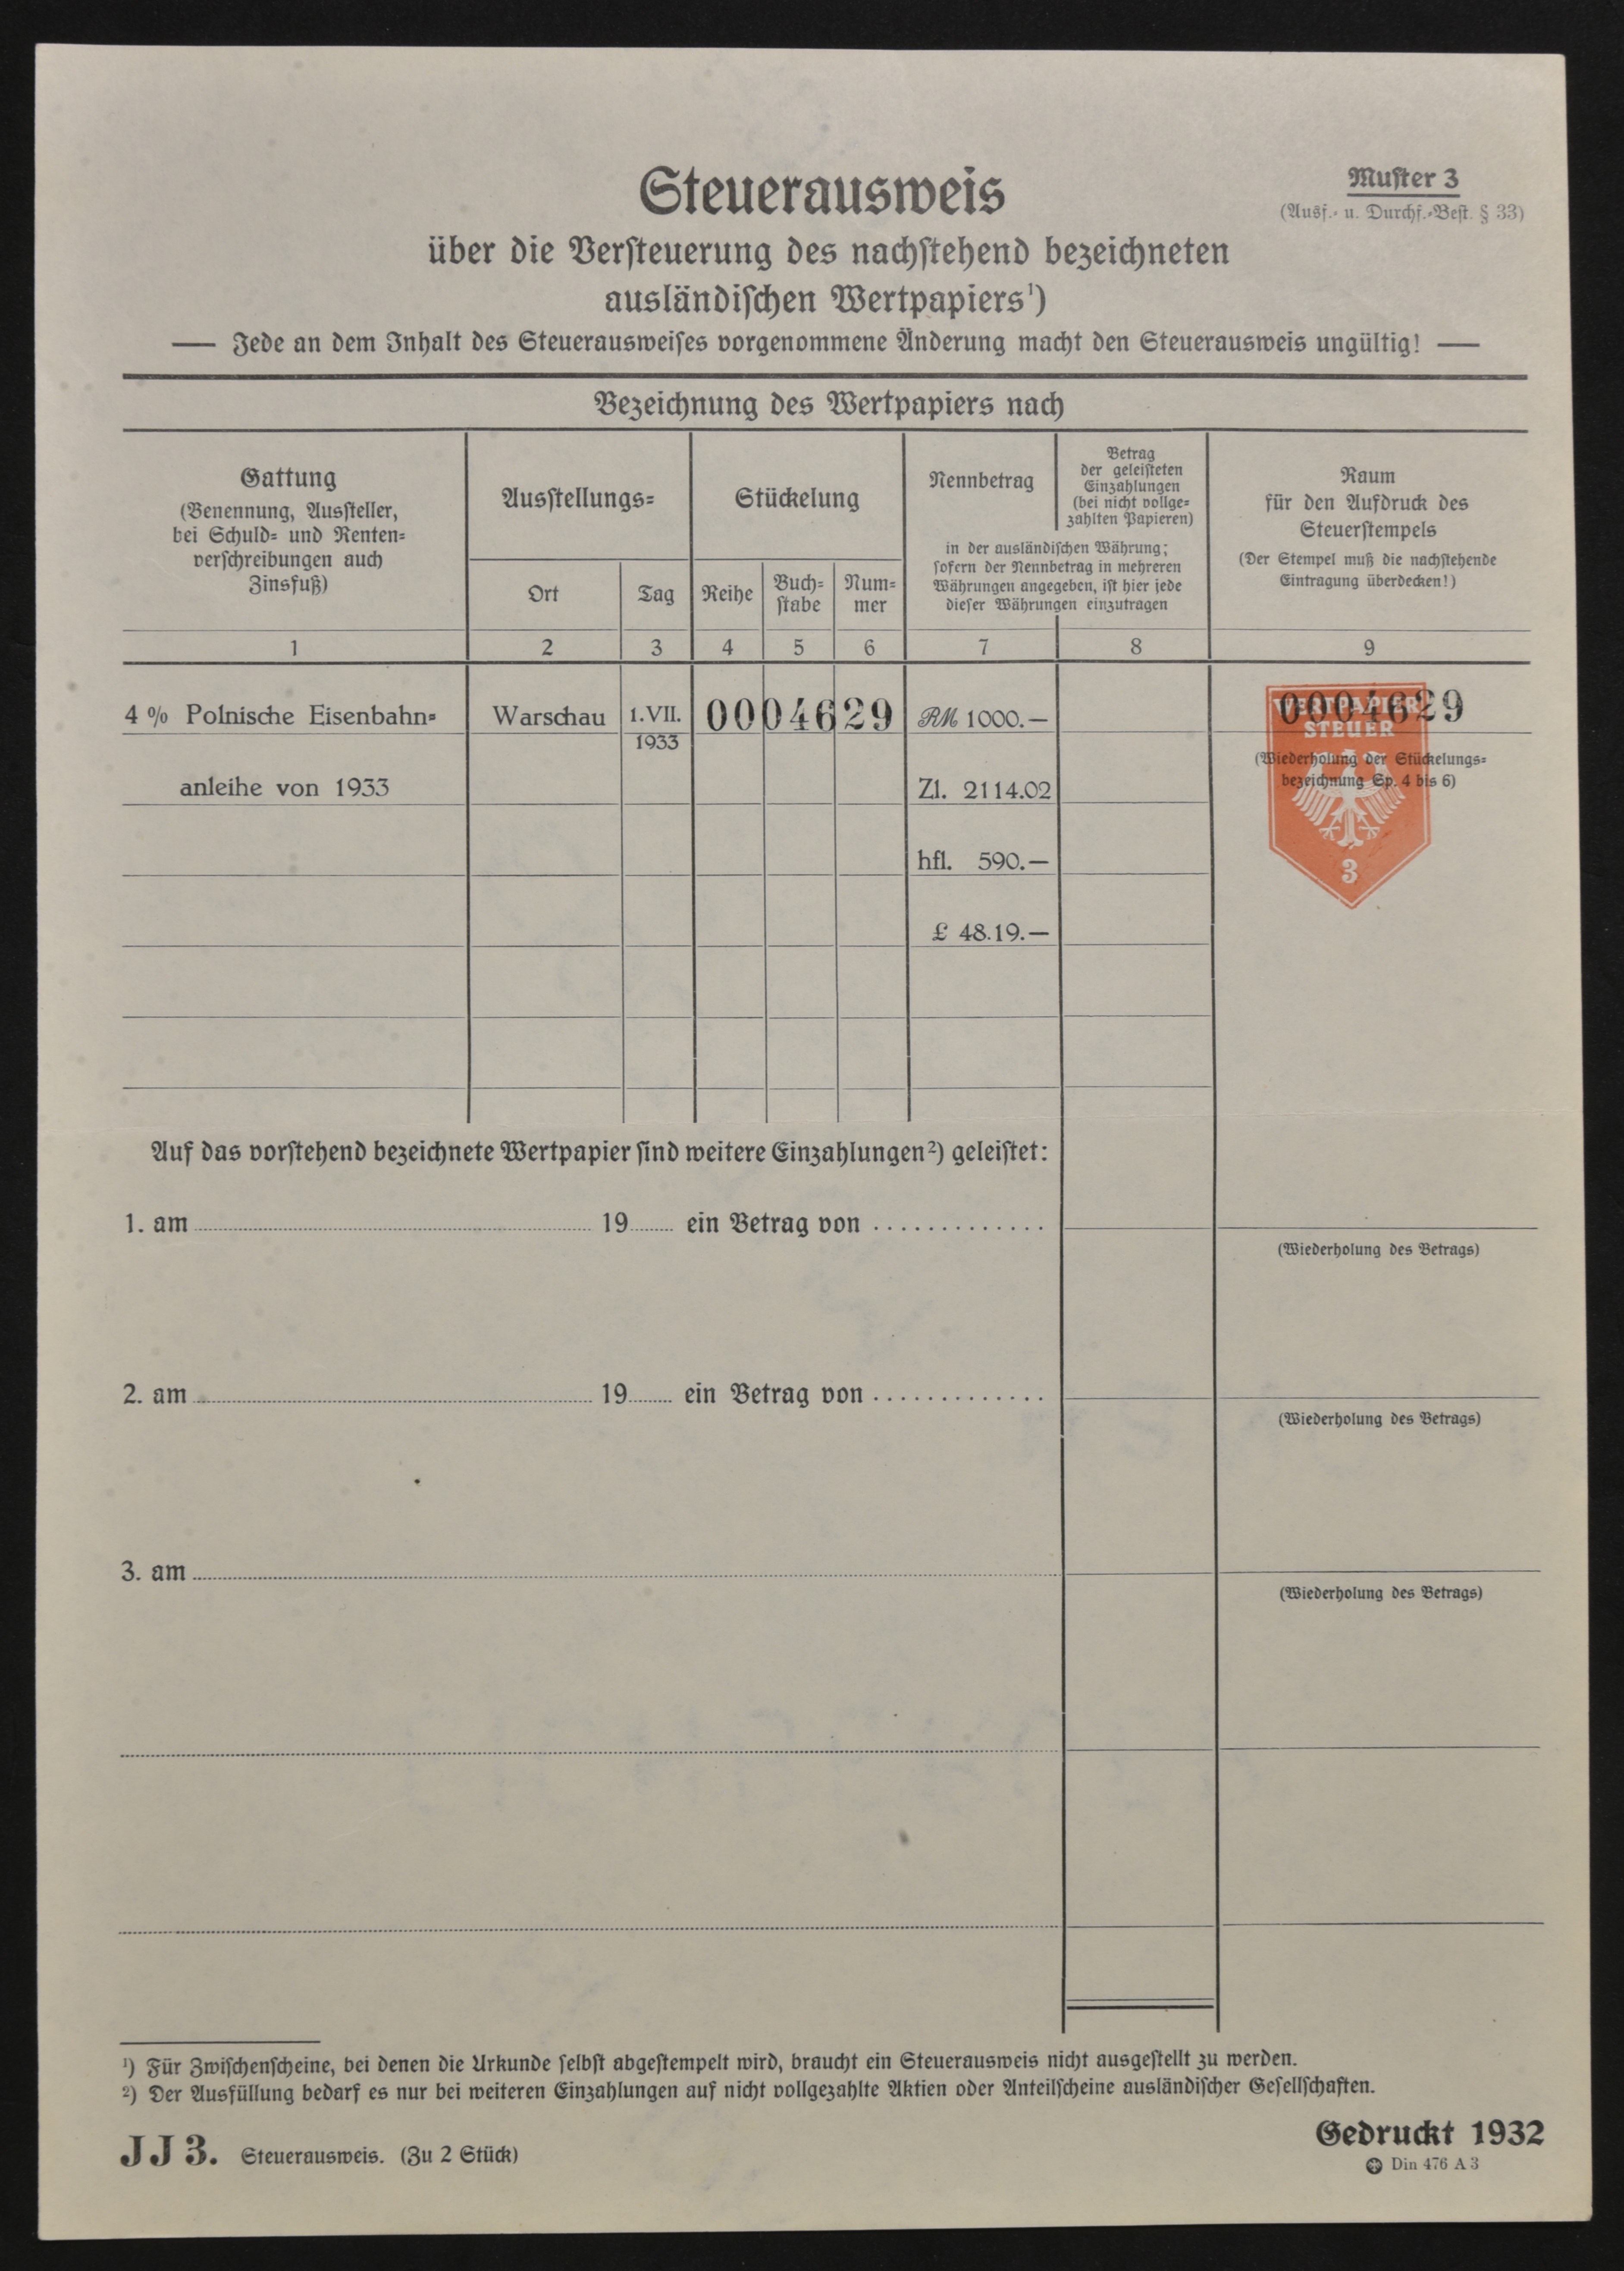 Steuerausweis
Muster 3
(Ausf.- u. Durchf.-Best. § 33)
über die Versteuerung des nachstehend bezeichneten
ausländischen Wertpapiers¹)
— Jede an dem Inhalt des Steuerausweises vorgenommene Änderung macht den Steuerausweis ungültig! —
Bezeichnung des Wertpapiers nach
Gattung
(Benennung, Aussteller,
bei Schuld- und Renten-
verschreibungen auch
Zinsfuß)
Ausstellungs-
Ort
Tag
Stückelung
Reihe
Buch-
stabe
Num-
mer
Nennbetrag
Betrag
der geleisteten
Einzahlungen
(bei nicht vollge-
zahlten Papieren)
in der ausländischen Währung;
sofern der Nennbetrag in mehreren
Währungen angegeben, ist hier jede
dieser Währungen einzutragen
Raum
für den Aufdruck des
Steuerstempels
(Der Stempel muß die nachstehende
Eintragung überdecken!)
1 2 3 4 5 6 7 8 9
4 % Polnische Eisenbahn- Warschau 1.VII. 0004629 RM 1000.— 0004629
1933
WERTPAPIER
STEUER
(Wiederholung der Stückelungs-
bezeichnung Sp. 4 bis 6)
anleihe von 1933 Zl. 2114.02
hfl. 590.—
3
£ 48.19.—
Auf das vorstehend bezeichnete Wertpapier sind weitere Einzahlungen²) geleistet:
1. am 19 ein Betrag von
(Wiederholung des Betrags)
2. am 19 ein Betrag von
(Wiederholung des Betrags)
3. am
(Wiederholung des Betrags)
¹) Für Zwischenscheine, bei denen die Urkunde selbst abgestempelt wird, braucht ein Steuerausweis nicht ausgestellt zu werden.
²) Der Ausfüllung bedarf es nur bei weiteren Einzahlungen auf nicht vollgezahlte Aktien oder Anteilscheine ausländischer Gesellschaften.
JJ 3. Steuerausweis. (Zu 2 Stück)
Gedruckt 1932
Din 476 A 3